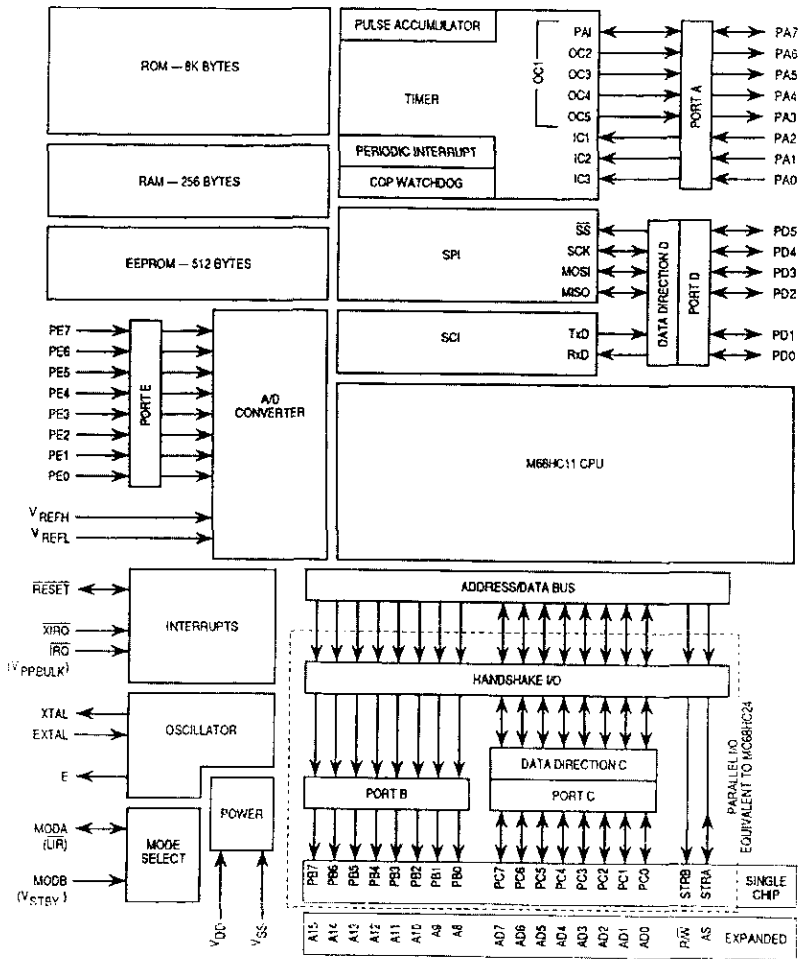 PULSE ACCUMULATOR
ROM — 8K BYTES
TIMER
OC1
PAI
OC2
OC3
OC4
OC5
IC1
IC2
IC3
PORT A
PA7
PA6
PA5
PA4
PA3
PA2
PA1
PA0
PERIODIC INTERRUPT
COP WATCHDOG
RAM — 256 BYTES
EEPROM — 512 BYTES
SPI
SS
SCK
MOSI
MISO
DATA DIRECTION D
PORT D
PD5
PD4
PD3
PD2
SCI
TxD
RxD
PD1
PD0
PE7
PE6
PE5
PE4
PE3
PE2
PE1
PE0
PORT E
A/D
CONVERTER
V REFH
V REFL
M68HC11 CPU
RESET
XIRQ
IRQ
(VPPBULK)
INTERRUPTS
ADDRESS/DATA BUS
HANDSHAKE I/O
XTAL
EXTAL
E
OSCILLATOR
POWER
DATA DIRECTION C
PORT C
PORT B
PARALLEL I/O
EQUIVALENT TO MC68HC24
MODA
(LIR)
MODB
(VSTBY)
MODE
SELECT
VDD
VSS
PB7 PB6 PB5 PB4 PB3 PB2 PB1 PB0 PC7 PC6 PC5 PC4 PC3 PC2 PC1 PC0 STRB STRA
SINGLE
CHIP
A15 A14 A13 A12 A11 A10 A9 A8 AD7 AD6 AD5 AD4 AD3 AD2 AD1 AD0 R/W AS EXPANDED